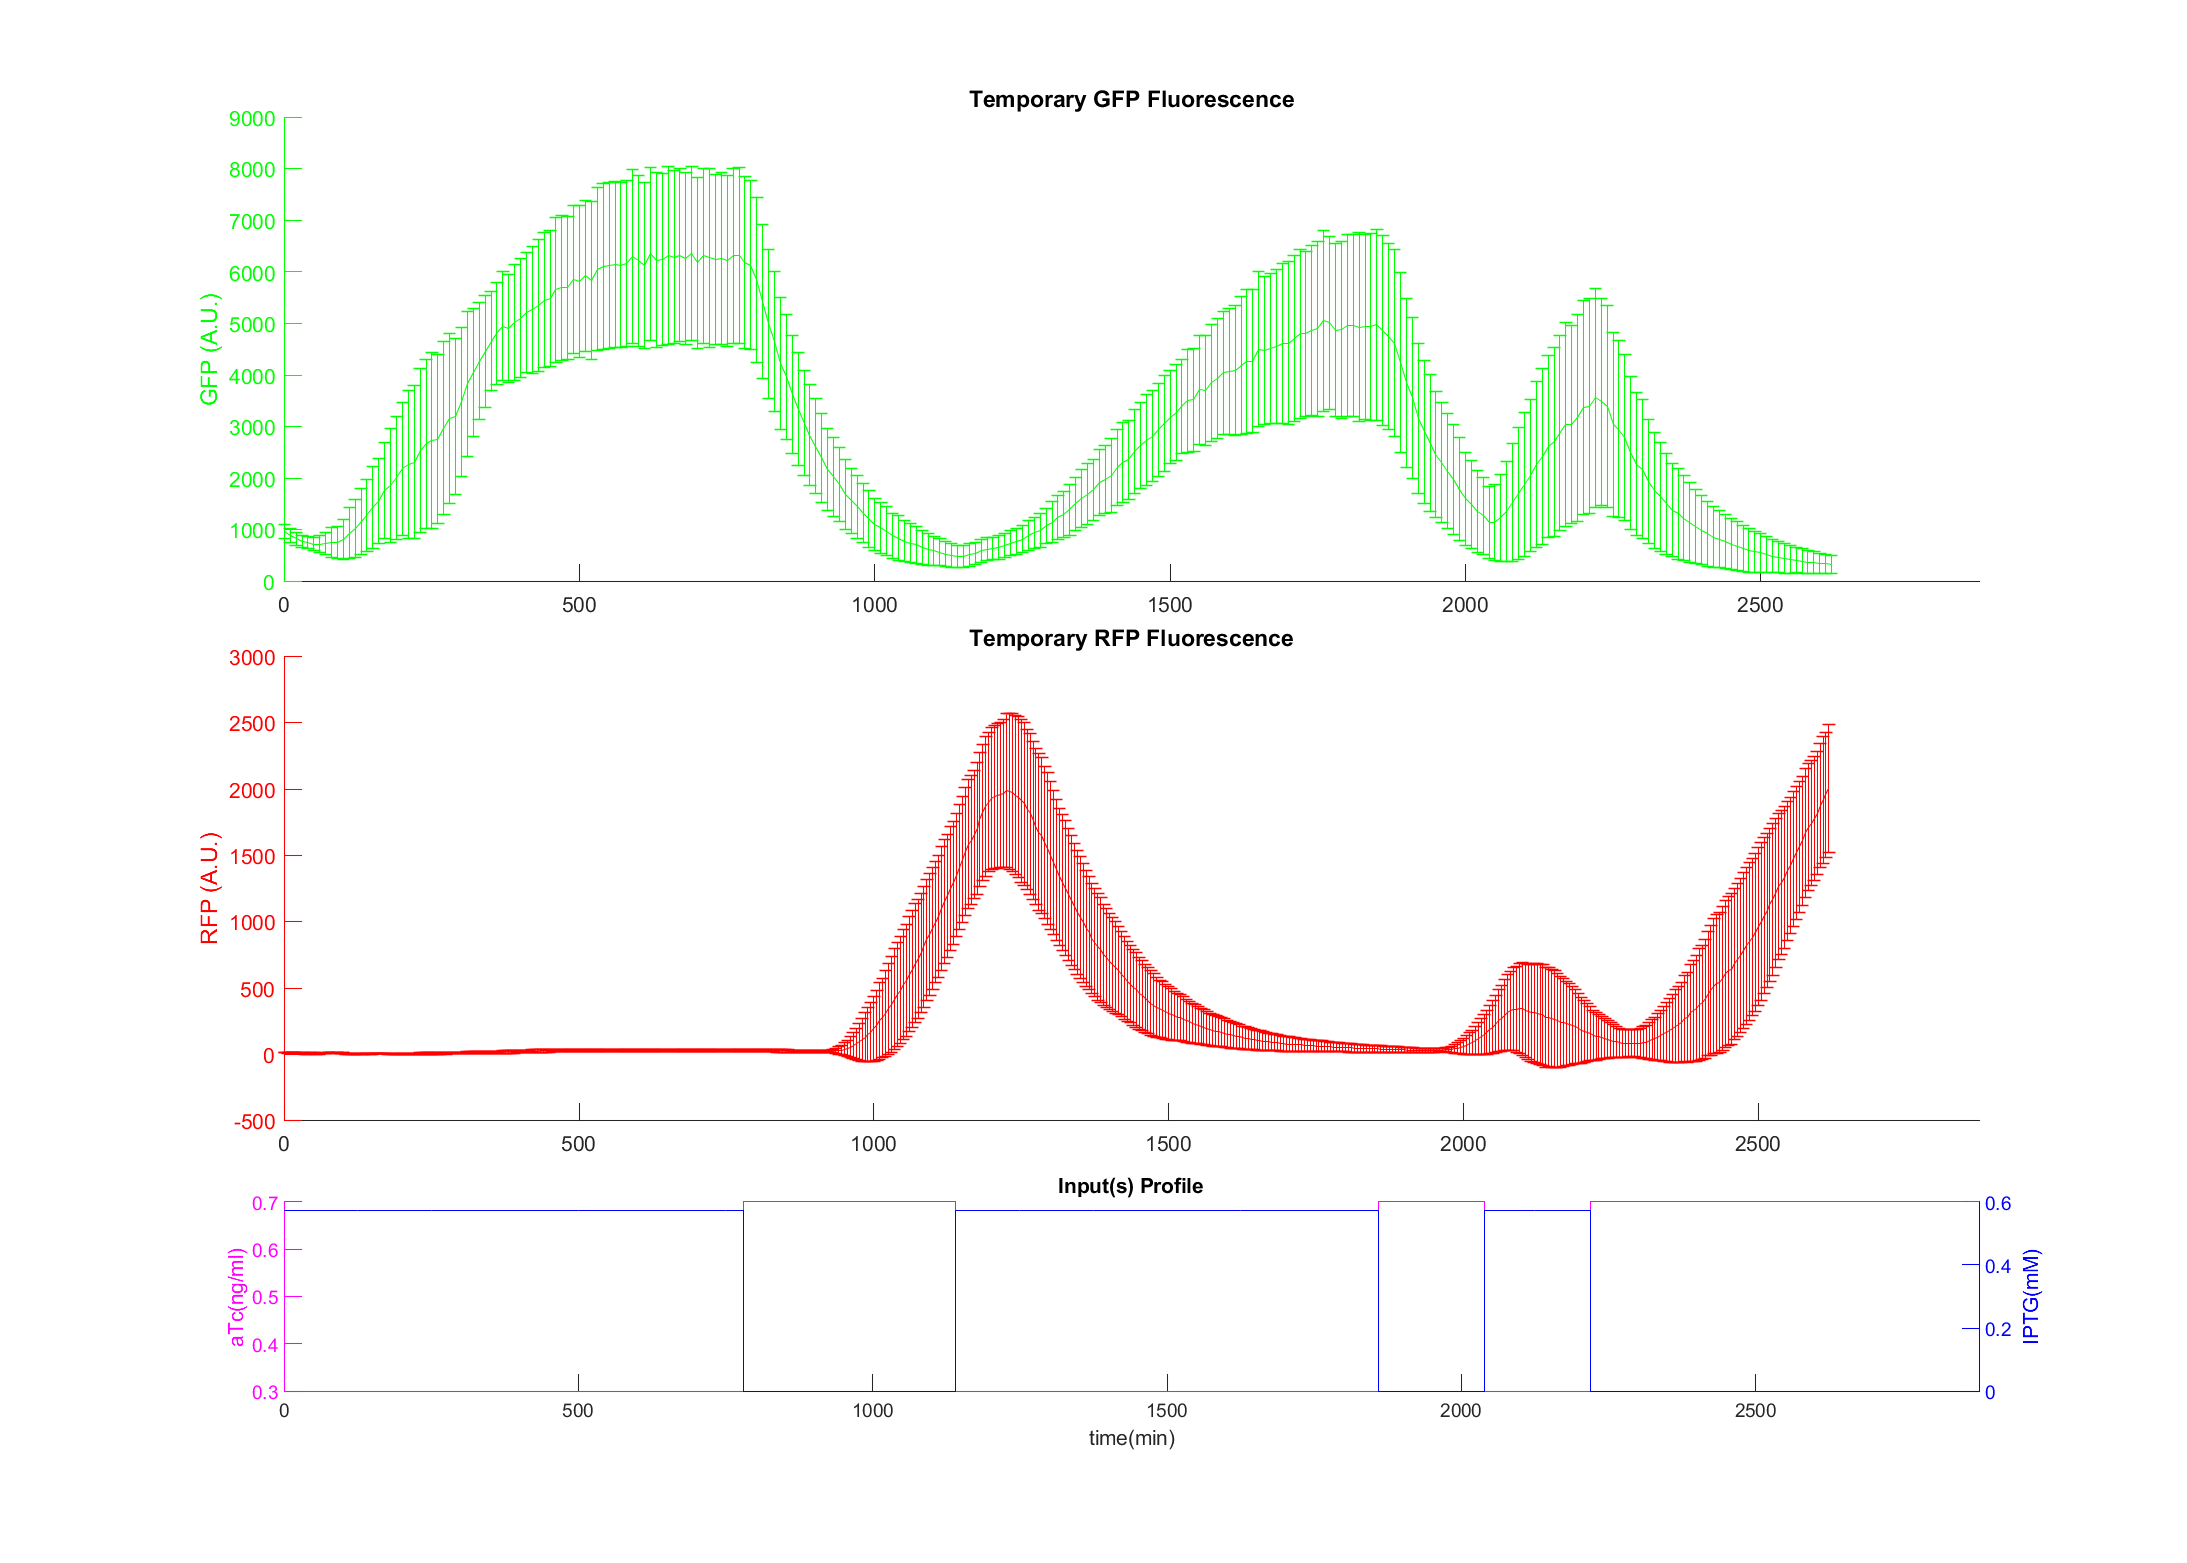 Temporary GFP Fluorescence
9000
8000
7000
6000
5000
4000
3000
2000
1000
0
GFP (A.U.)
0 500 1000 1500 2000 2500
Temporary RFP Fluorescence
3000
2500
2000
1500
1000
500
0
-500
RFP (A.U.)
0 500 1000 1500 2000 2500
Input(s) Profile
0.7
0.6
0.5
0.4
0.3
aTc(ng/ml)
0.6
0.4
0.2
0
IPTG(mM)
0 500 1000 1500 2000 2500
time(min)